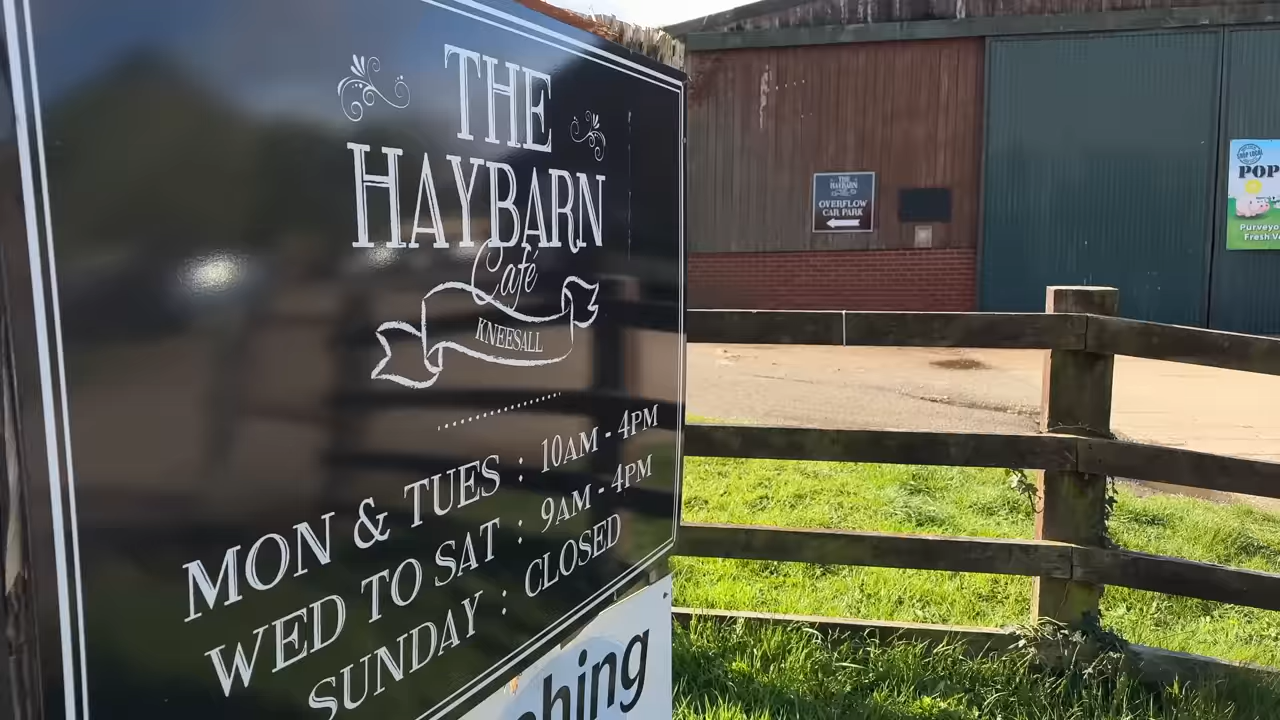 THE
HAYBARN
Café
KNEESALL
MON & TUES : 10AM - 4PM
WED TO SAT : 9AM - 4PM
SUNDAY : CLOSED
THE
HAYBARN
OVERFLOW
CAR PARK
POP
Fresh